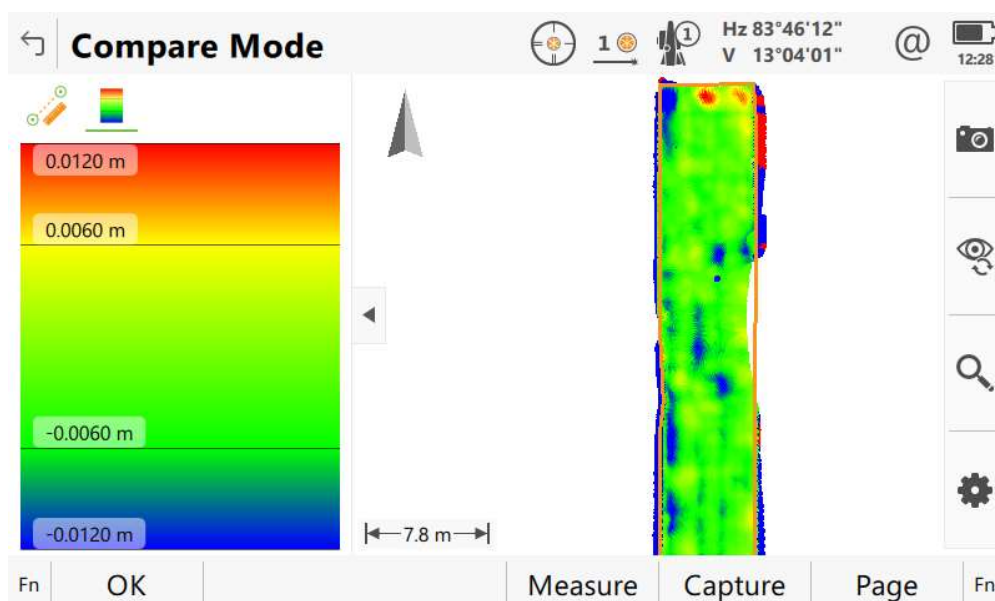 Compare Mode
1
1
Hz 83°46'12"
V 13°04'01"
@
12:28
0.0120 m
0.0060 m
-0.0060 m
-0.0120 m
7.8 m
Fn
OK
Measure
Capture
Page
Fn